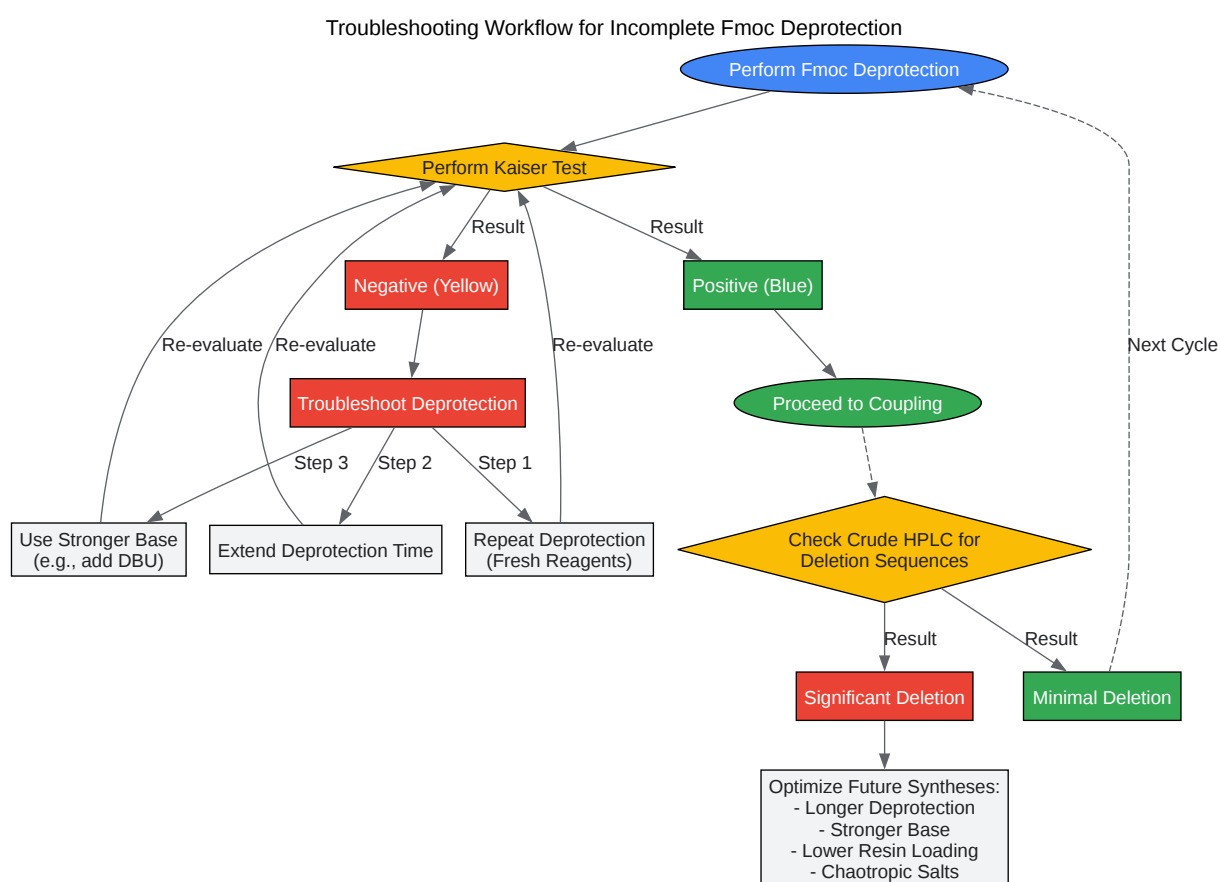 Troubleshooting Workflow for Incomplete Fmoc Deprotection
Perform Fmoc Deprotection
Perform Kaiser Test
Result
Result
Negative (Yellow)
Positive (Blue)
Re-evaluate
Re-evaluate
Re-evaluate
Next Cycle
Troubleshoot Deprotection
Proceed to Coupling
Step 3
Step 2
Step 1
Use Stronger Base
(e.g., add DBU)
Extend Deprotection Time
Repeat Deprotection
(Fresh Reagents)
Check Crude HPLC for
Deletion Sequences
Result
Result
Significant Deletion
Minimal Deletion
Optimize Future Syntheses:
- Longer Deprotection
- Stronger Base
- Lower Resin Loading
- Chaotropic Salts